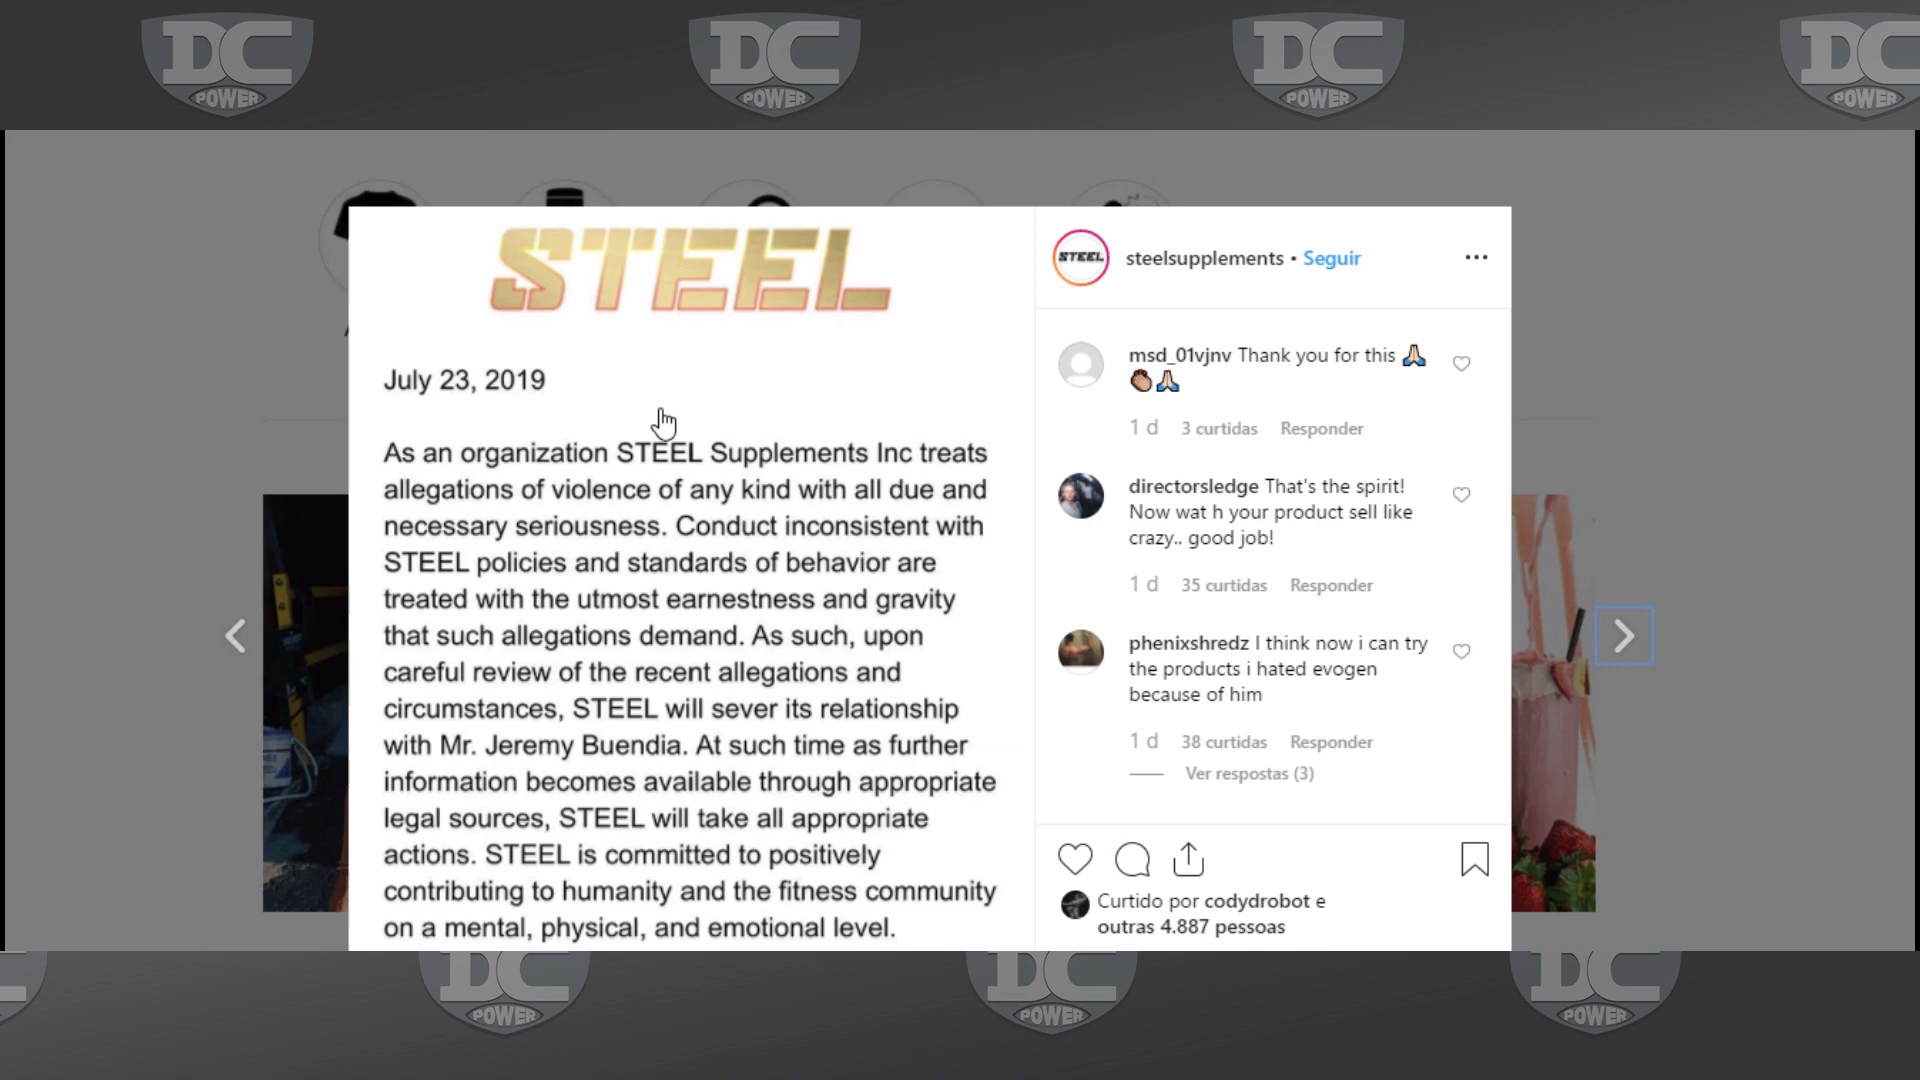 DC
POWER
DC
POWER
DC
POWER
DC
POWER
STEEL
July 23, 2019
As an organization STEEL Supplements Inc treats
allegations of violence of any kind with all due and
necessary seriousness. Conduct inconsistent with
STEEL policies and standards of behavior are
treated with the utmost earnestness and gravity
that such allegations demand. As such, upon
careful review of the recent allegations and
circumstances, STEEL will sever its relationship
with Mr. Jeremy Buendia. At such time as further
information becomes available through appropriate
legal sources, STEEL will take all appropriate
actions. STEEL is committed to positively
contributing to humanity and the fitness community
on a mental, physical, and emotional level.
STEEL
steelsupplements • Seguir
msd_01vjnv Thank you for this 🙏
👏🙏
1 d 3 curtidas Responder
directorsledge That's the spirit!
Now wat h your product sell like
crazy.. good job!
1 d 35 curtidas Responder
phenixshredz I think now i can try
the products i hated evogen
because of him
1 d 38 curtidas Responder
Ver respostas (3)
Curtido por codydrobot e
outras 4.887 pessoas
DC
POWER
DC
POWER
DC
POWER